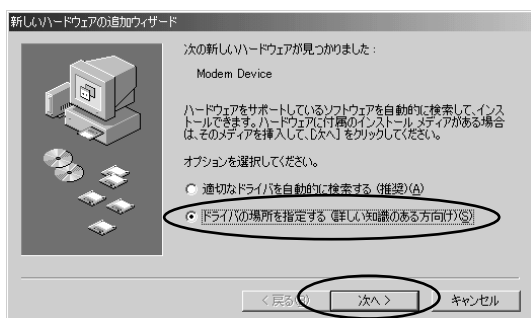 新しいハードウェアの追加ウィザード
次の新しいハードウェアが見つかりました：
Modem Device
ハードウェアをサポートしているソフトウェアを自動的に検索して、インス
トールできます。ハードウェアに付属のインストール メディアがある場合
は、そのメディアを挿入して、[次へ] をクリックしてください。
オプションを選択してください。
適切なドライバを自動的に検索する (推奨)(A)
ドライバの場所を指定する (詳しい知識のある方向け)(S)
< 戻る(B) 次へ > キャンセル